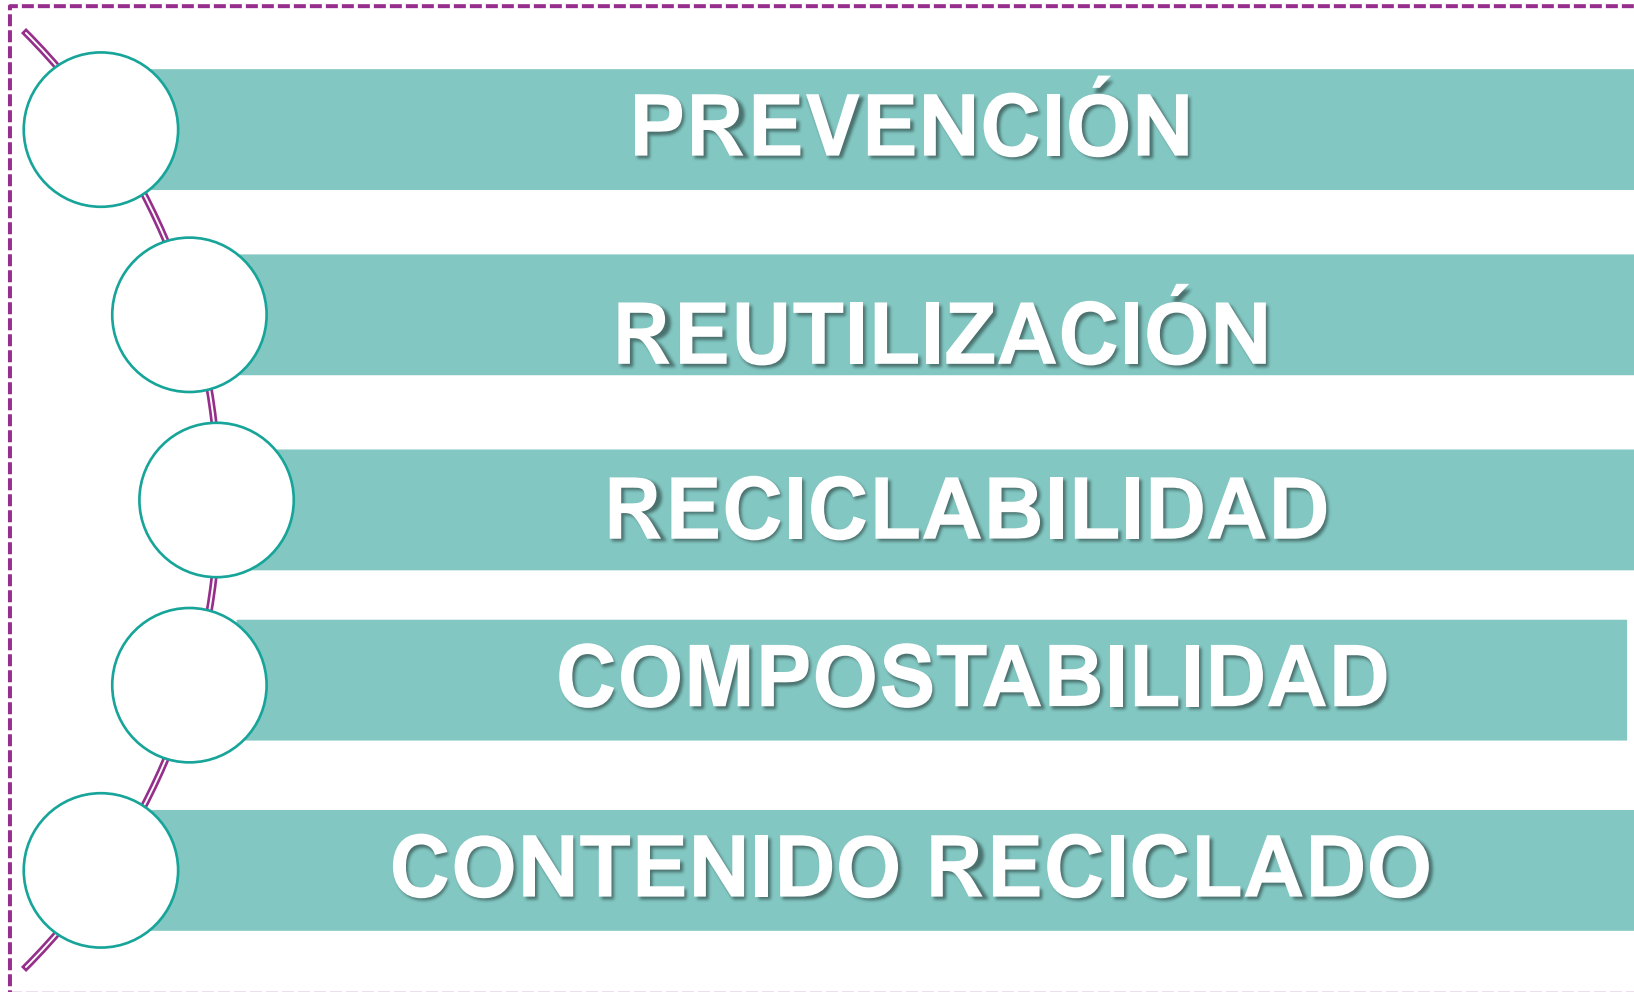 PREVENCIÓN
REUTILIZACIÓN
RECICLABILIDAD
COMPOSTABILIDAD
CONTENIDO RECICLADO